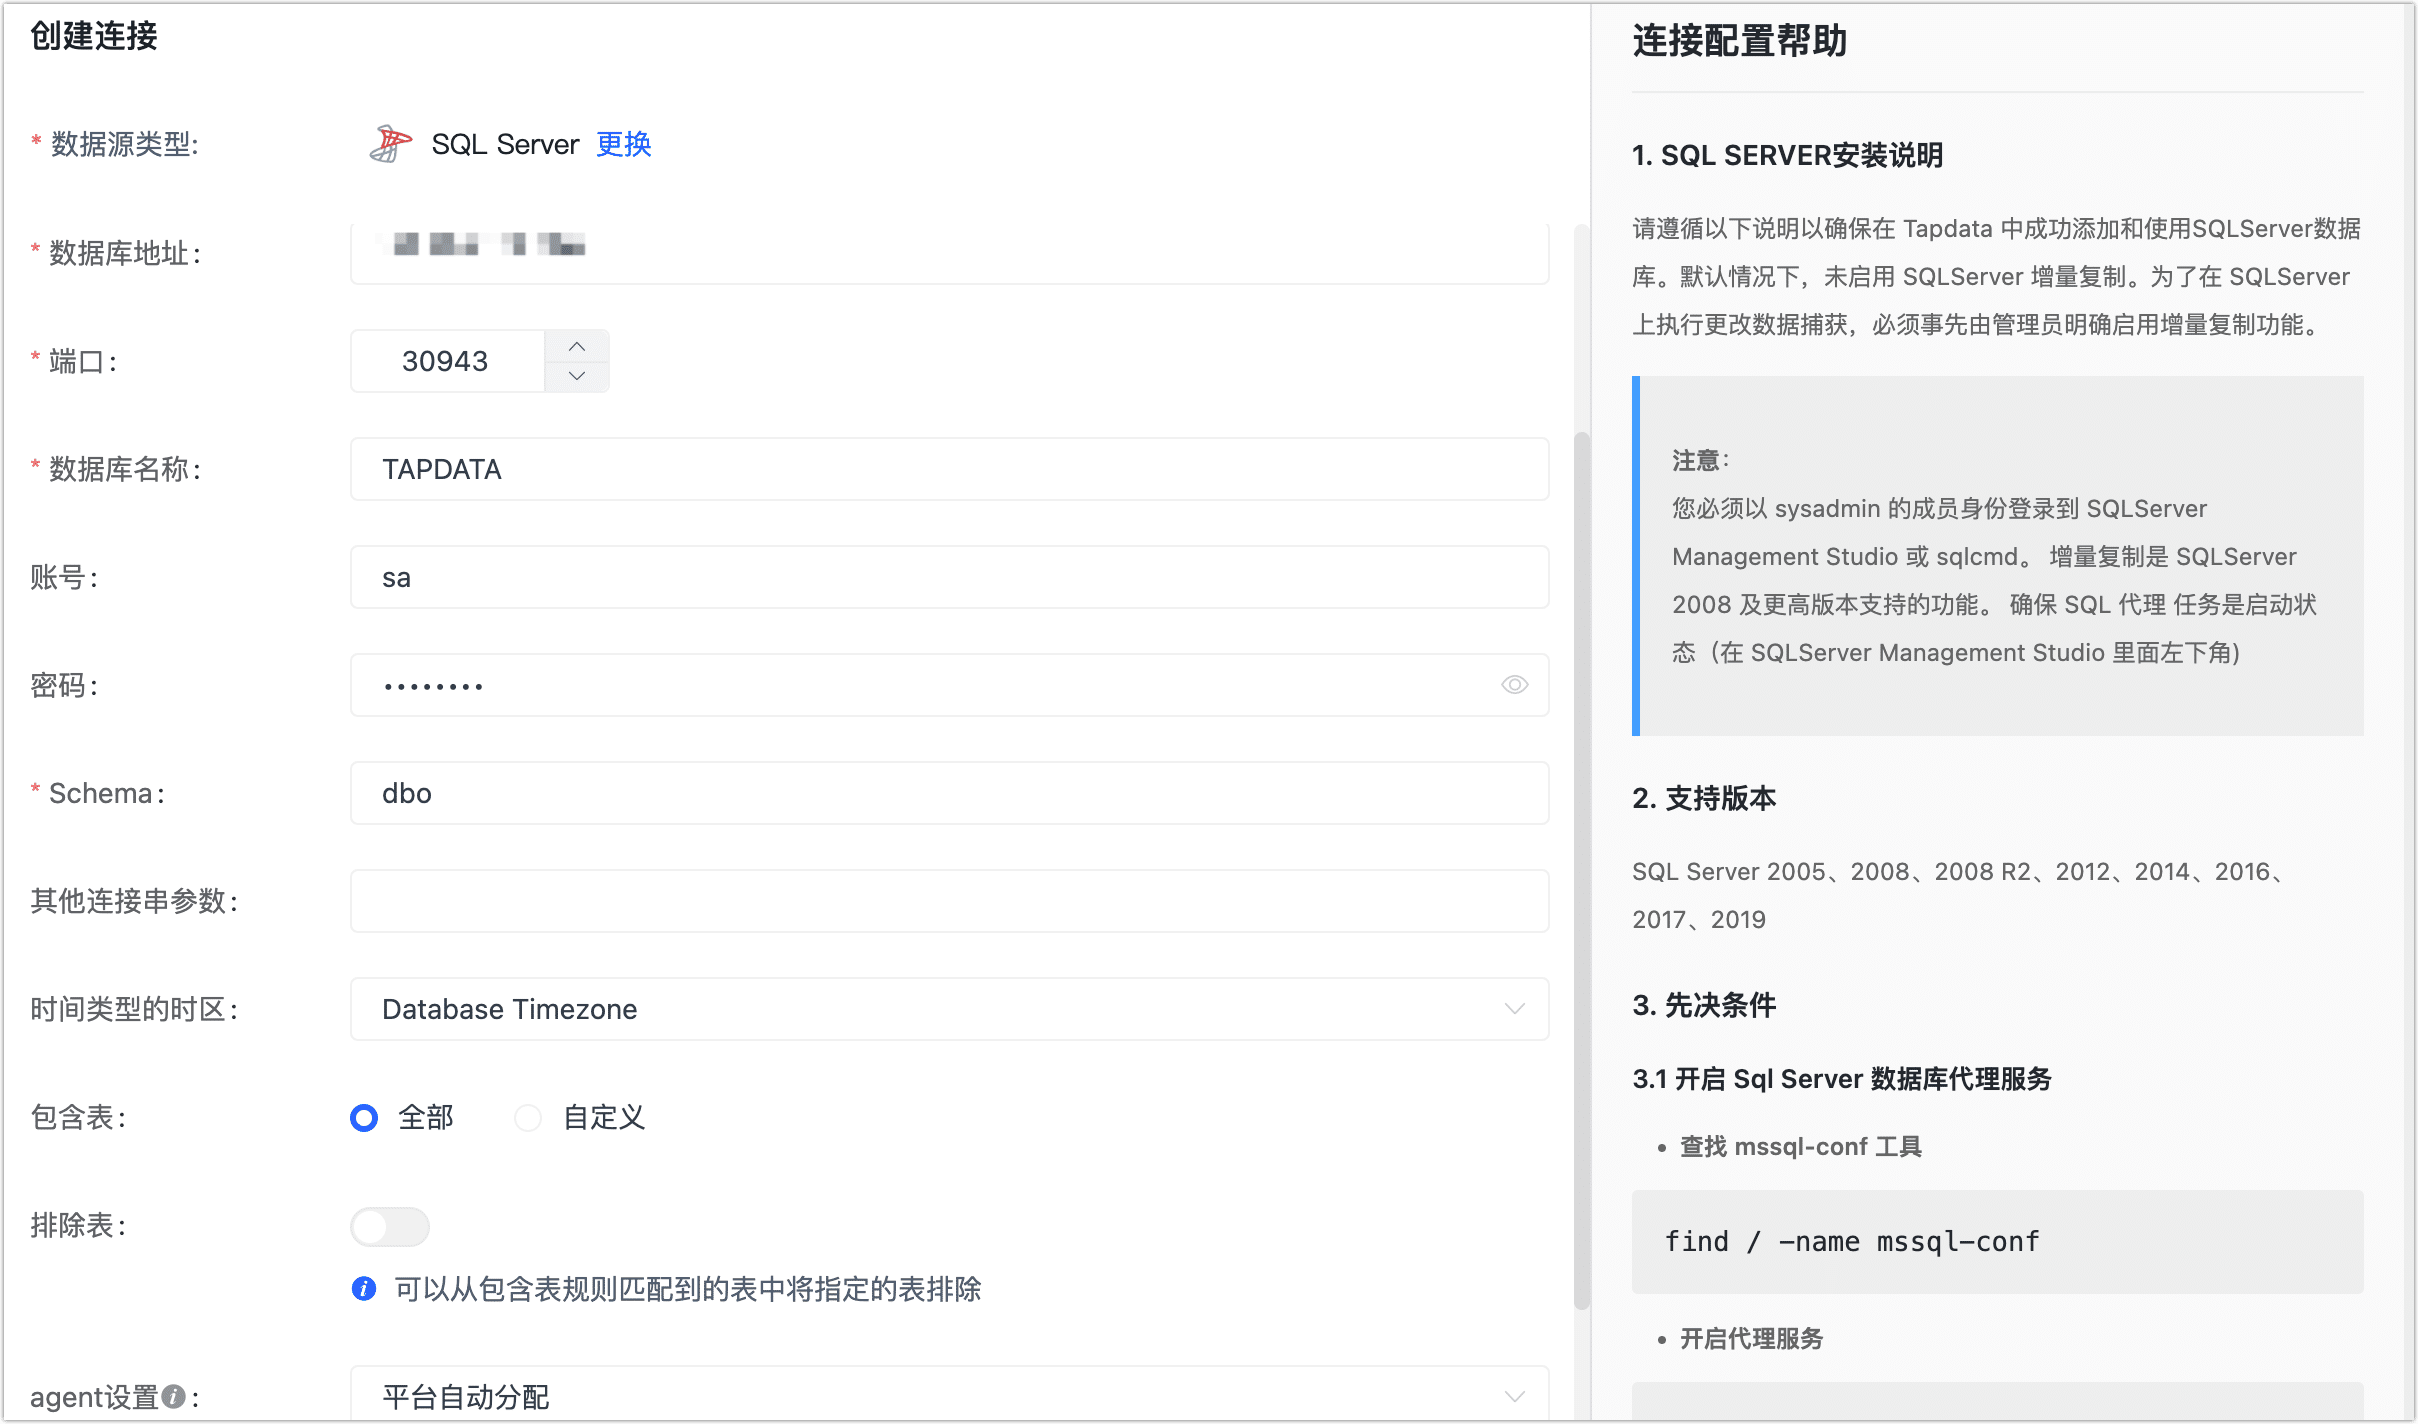 创建连接
* 数据源类型:
SQL Server 更换
* 数据库地址:
* 端口:
30943
* 数据库名称:
TAPDATA
账号:
sa
密码:
••••••••
* Schema:
dbo
其他连接串参数:
时间类型的时区:
Database Timezone
包含表:
全部
自定义
排除表:
可以从包含表规则匹配到的表中将指定的表排除
agent设置 i :
平台自动分配
连接配置帮助
1. SQL SERVER安装说明
请遵循以下说明以确保在 Tapdata 中成功添加和使用SQLServer数据
库。默认情况下，未启用 SQLServer 增量复制。为了在 SQLServer
上执行更改数据捕获，必须事先由管理员明确启用增量复制功能。
注意:
您必须以 sysadmin 的成员身份登录到 SQLServer
Management Studio 或 sqlcmd。 增量复制是 SQLServer
2008 及更高版本支持的功能。 确保 SQL 代理 任务是启动状
态（在 SQLServer Management Studio 里面左下角)
2. 支持版本
SQL Server 2005、2008、2008 R2、2012、2014、2016、
2017、2019
3. 先决条件
3.1 开启 Sql Server 数据库代理服务
• 查找 mssql-conf 工具
find / -name mssql-conf
• 开启代理服务